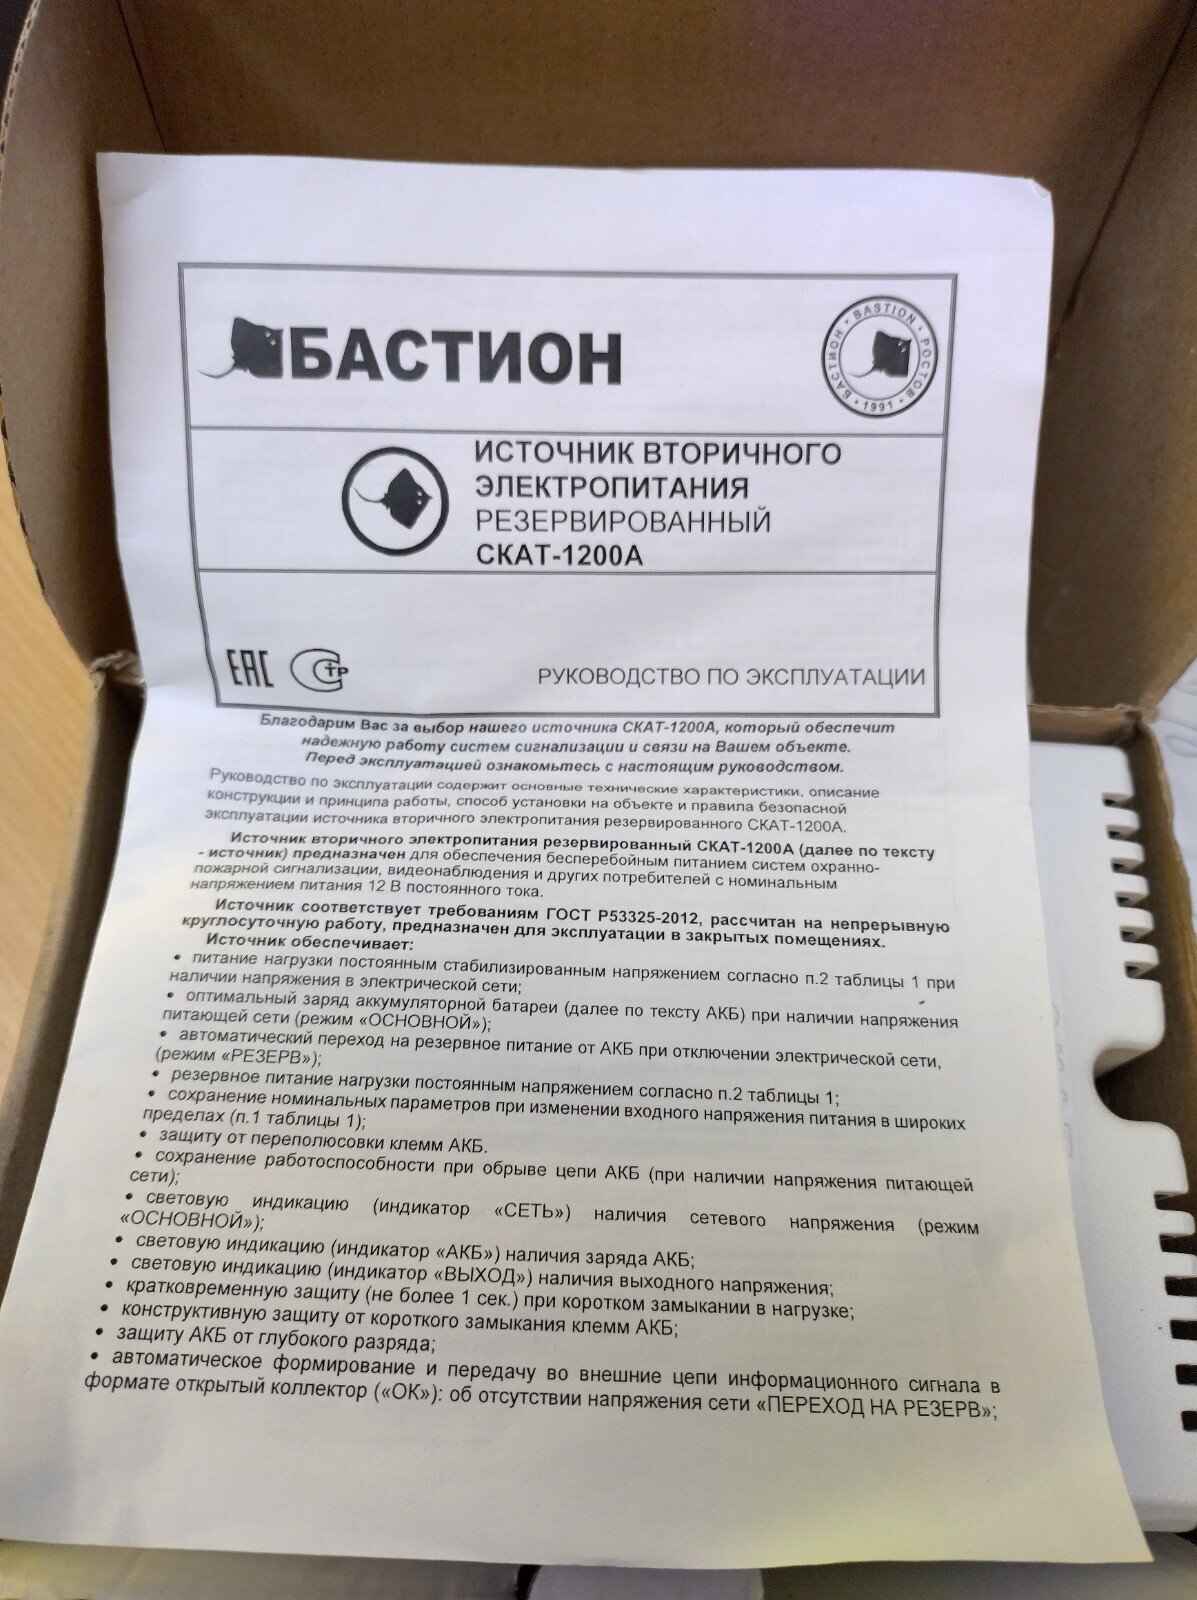 БАСТИОН
БАСТИОН • BASTION • РОСТОВ • 1991 •
ИСТОЧНИК ВТОРИЧНОГО
ЭЛЕКТРОПИТАНИЯ
РЕЗЕРВИРОВАННЫЙ
СКАТ-1200А
ЕАС
СТР
РУКОВОДСТВО ПО ЭКСПЛУАТАЦИИ
Благодарим Вас за выбор нашего источника СКАТ-1200А, который обеспечит
надежную работу систем сигнализации и связи на Вашем объекте.
Перед эксплуатацией ознакомьтесь с настоящим руководством.
Руководство по эксплуатации содержит основные технические характеристики, описание
конструкции и принципа работы, способ установки на объекте и правила безопасной
эксплуатации источника вторичного электропитания резервированного СКАТ-1200А.
Источник вторичного электропитания резервированный СКАТ-1200А (далее по тексту
- источник) предназначен для обеспечения бесперебойным питанием систем охранно-
пожарной сигнализации, видеонаблюдения и других потребителей с номинальным
напряжением питания 12 В постоянного тока.
Источник соответствует требованиям ГОСТ Р53325-2012, рассчитан на непрерывную
круглосуточную работу, предназначен для эксплуатации в закрытых помещениях.
Источник обеспечивает:
• питание нагрузки постоянным стабилизированным напряжением согласно п.2 таблицы 1 при
наличии напряжения в электрической сети;
• оптимальный заряд аккумуляторной батареи (далее по тексту АКБ) при наличии напряжения
питающей сети (режим «ОСНОВНОЙ»);
• автоматический переход на резервное питание от АКБ при отключении электрической сети,
(режим «РЕЗЕРВ»);
• резервное питание нагрузки постоянным напряжением согласно п.2 таблицы 1;
• сохранение номинальных параметров при изменении входного напряжения питания в широких
пределах (п.1 таблицы 1);
• защиту от переполюсовки клемм АКБ.
• сохранение работоспособности при обрыве цепи АКБ (при наличии напряжения питающей
сети);
• световую индикацию (индикатор «СЕТЬ») наличия сетевого напряжения (режим
«ОСНОВНОЙ»);
• световую индикацию (индикатор «АКБ») наличия заряда АКБ;
• световую индикацию (индикатор «ВЫХОД») наличия выходного напряжения;
• кратковременную защиту (не более 1 сек.) при коротком замыкании в нагрузке;
• конструктивную защиту от короткого замыкания клемм АКБ;
• защиту АКБ от глубокого разряда;
• автоматическое формирование и передачу во внешние цепи информационного сигнала в
формате открытый коллектор («ОК»): об отсутствии напряжения сети «ПЕРЕХОД НА РЕЗЕРВ»;